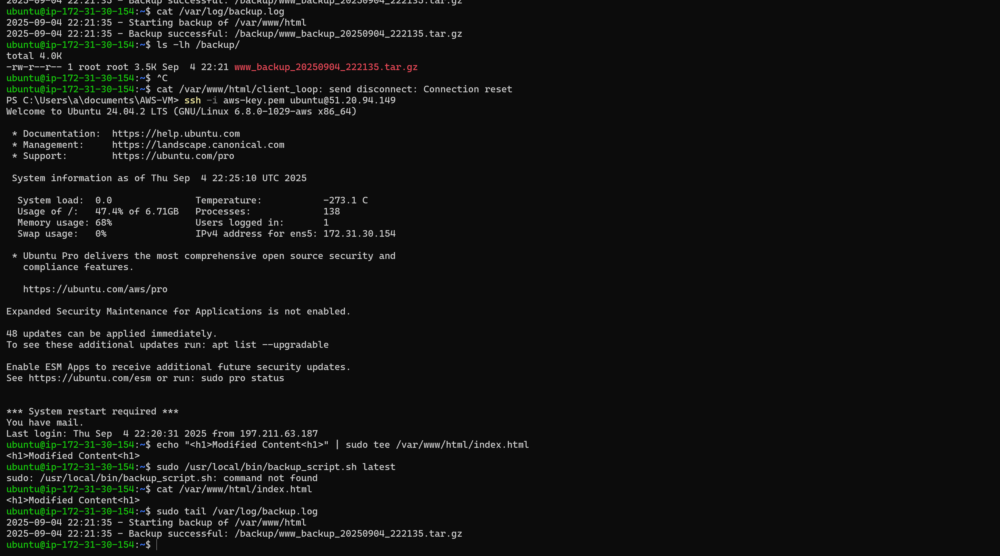 2025-09-04 22:21:35 - Backup successful: /backup/www_backup_20250904_222135.tar.gz
ubuntu@ip-172-31-30-154:~$ cat /var/log/backup.log
2025-09-04 22:21:35 - Starting backup of /var/www/html
2025-09-04 22:21:35 - Backup successful: /backup/www_backup_20250904_222135.tar.gz
ubuntu@ip-172-31-30-154:~$ ls -lh /backup/
total 4.0K
-rw-r--r-- 1 root root 3.5K Sep  4 22:21 www_backup_20250904_222135.tar.gz
ubuntu@ip-172-31-30-154:~$ ^C
ubuntu@ip-172-31-30-154:~$ cat /var/www/html/client_loop: send disconnect: Connection reset
PS C:\Users\a\documents\AWS-VM> ssh -i aws-key.pem ubuntu@51.20.94.149
Welcome to Ubuntu 24.04.2 LTS (GNU/Linux 6.8.0-1029-aws x86_64)
 * Documentation:  https://help.ubuntu.com
 * Management:     https://landscape.canonical.com
 * Support:        https://ubuntu.com/pro
 System information as of Thu Sep  4 22:25:10 UTC 2025
  System load:  0.0               Temperature:           -273.1 C
  Usage of /:   47.4% of 6.71GB   Processes:             138
  Memory usage: 68%               Users logged in:       1
  Swap usage:   0%                IPv4 address for ens5: 172.31.30.154
 * Ubuntu Pro delivers the most comprehensive open source security and
   compliance features.
   https://ubuntu.com/aws/pro
Expanded Security Maintenance for Applications is not enabled.
48 updates can be applied immediately.
To see these additional updates run: apt list --upgradable
Enable ESM Apps to receive additional future security updates.
See https://ubuntu.com/esm or run: sudo pro status
*** System restart required ***
You have mail.
Last login: Thu Sep  4 22:20:31 2025 from 197.211.63.187
ubuntu@ip-172-31-30-154:~$ echo "<h1>Modified Content<h1>" | sudo tee /var/www/html/index.html
<h1>Modified Content<h1>
ubuntu@ip-172-31-30-154:~$ sudo /usr/local/bin/backup_script.sh latest
sudo: /usr/local/bin/backup_script.sh: command not found
ubuntu@ip-172-31-30-154:~$ cat /var/www/html/index.html
<h1>Modified Content<h1>
ubuntu@ip-172-31-30-154:~$ sudo tail /var/log/backup.log
2025-09-04 22:21:35 - Starting backup of /var/www/html
2025-09-04 22:21:35 - Backup successful: /backup/www_backup_20250904_222135.tar.gz
ubuntu@ip-172-31-30-154:~$